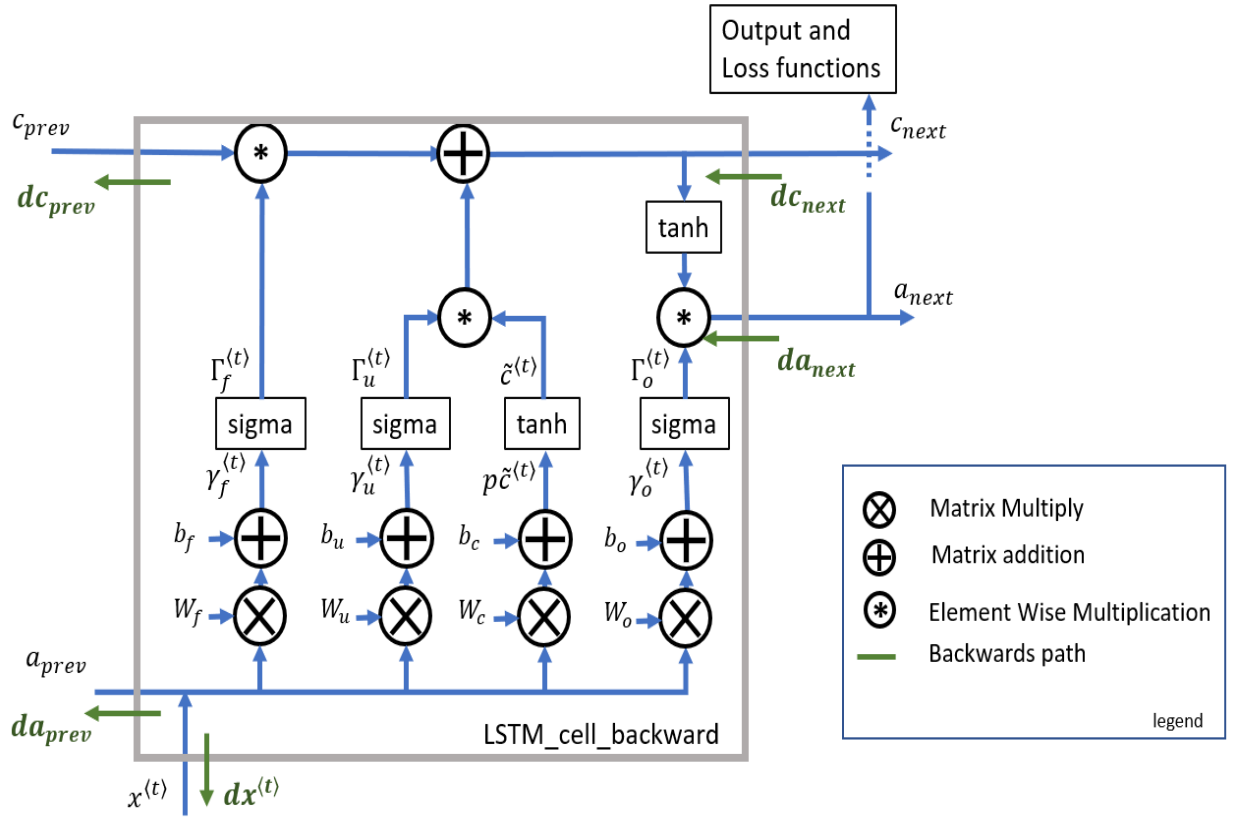 Output and
Loss functions
c_prev
c_next
dc_prev
dc_next
tanh
a_next
da_next
Γ_f^⟨t⟩
Γ_u^⟨t⟩
c̃^⟨t⟩
Γ_o^⟨t⟩
sigma
sigma
tanh
sigma
γ_f^⟨t⟩
γ_u^⟨t⟩
pc̃^⟨t⟩
γ_o^⟨t⟩
b_f
b_u
b_c
b_o
W_f
W_u
W_c
W_o
a_prev
da_prev
LSTM_cell_backward
x^⟨t⟩
dx^⟨t⟩
Matrix Multiply
Matrix addition
Element Wise Multiplication
Backwards path
legend